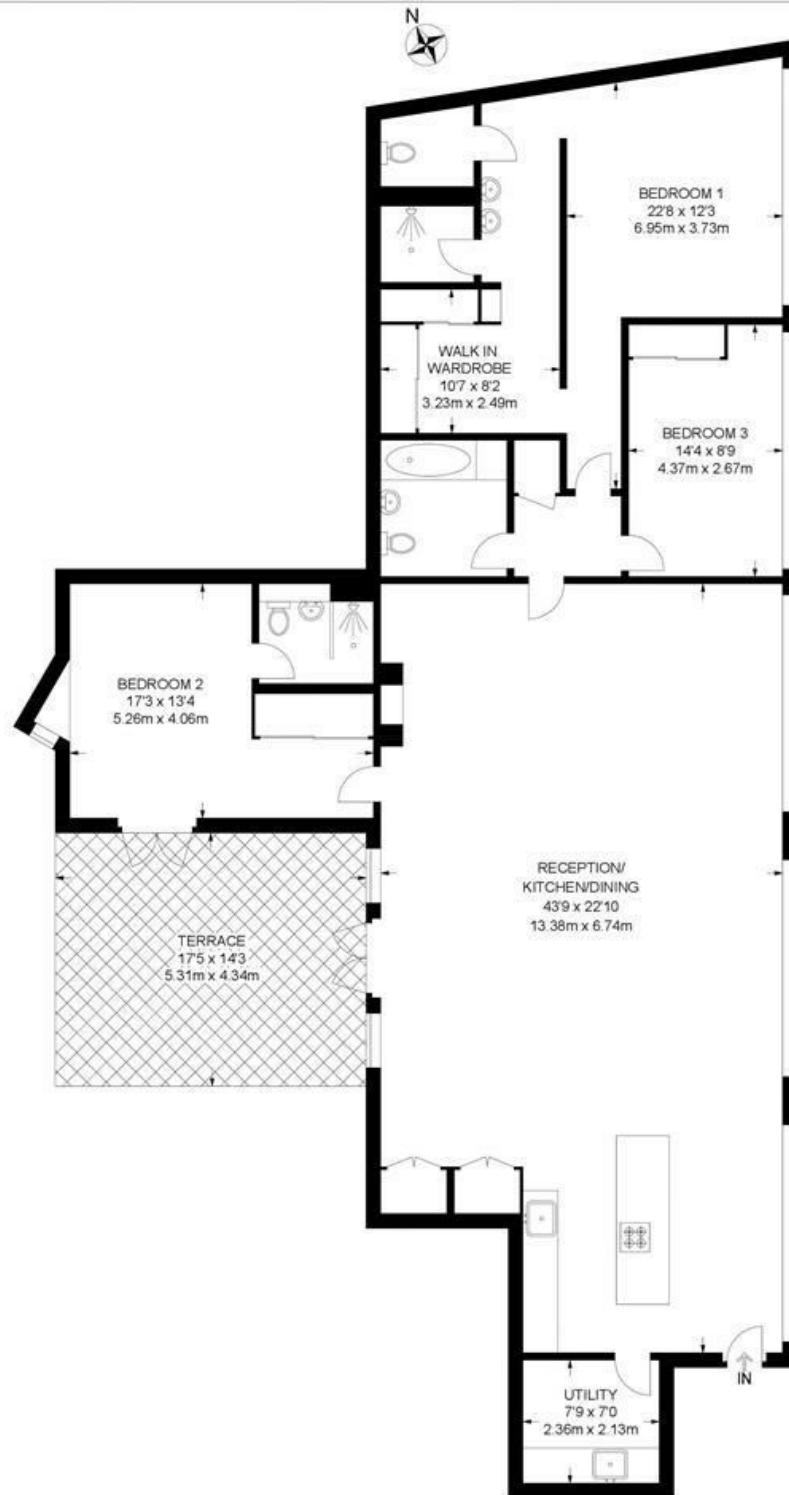 N
BEDROOM 1
22'8 x 12'3
6.95m x 3.73m
WALK IN
WARDROBE
10'7 x 8'2
3.23m x 2.49m
BEDROOM 3
14'4 x 8'9
4.37m x 2.67m
BEDROOM 2
17'3 x 13'4
5.26m x 4.06m
RECEPTION/
KITCHEN/DINING
43'9 x 22'10
13.38m x 6.74m
TERRACE
17'5 x 14'3
5.31m x 4.34m
IN
UTILITY
7'9 x 7'0
2.36m x 2.13m